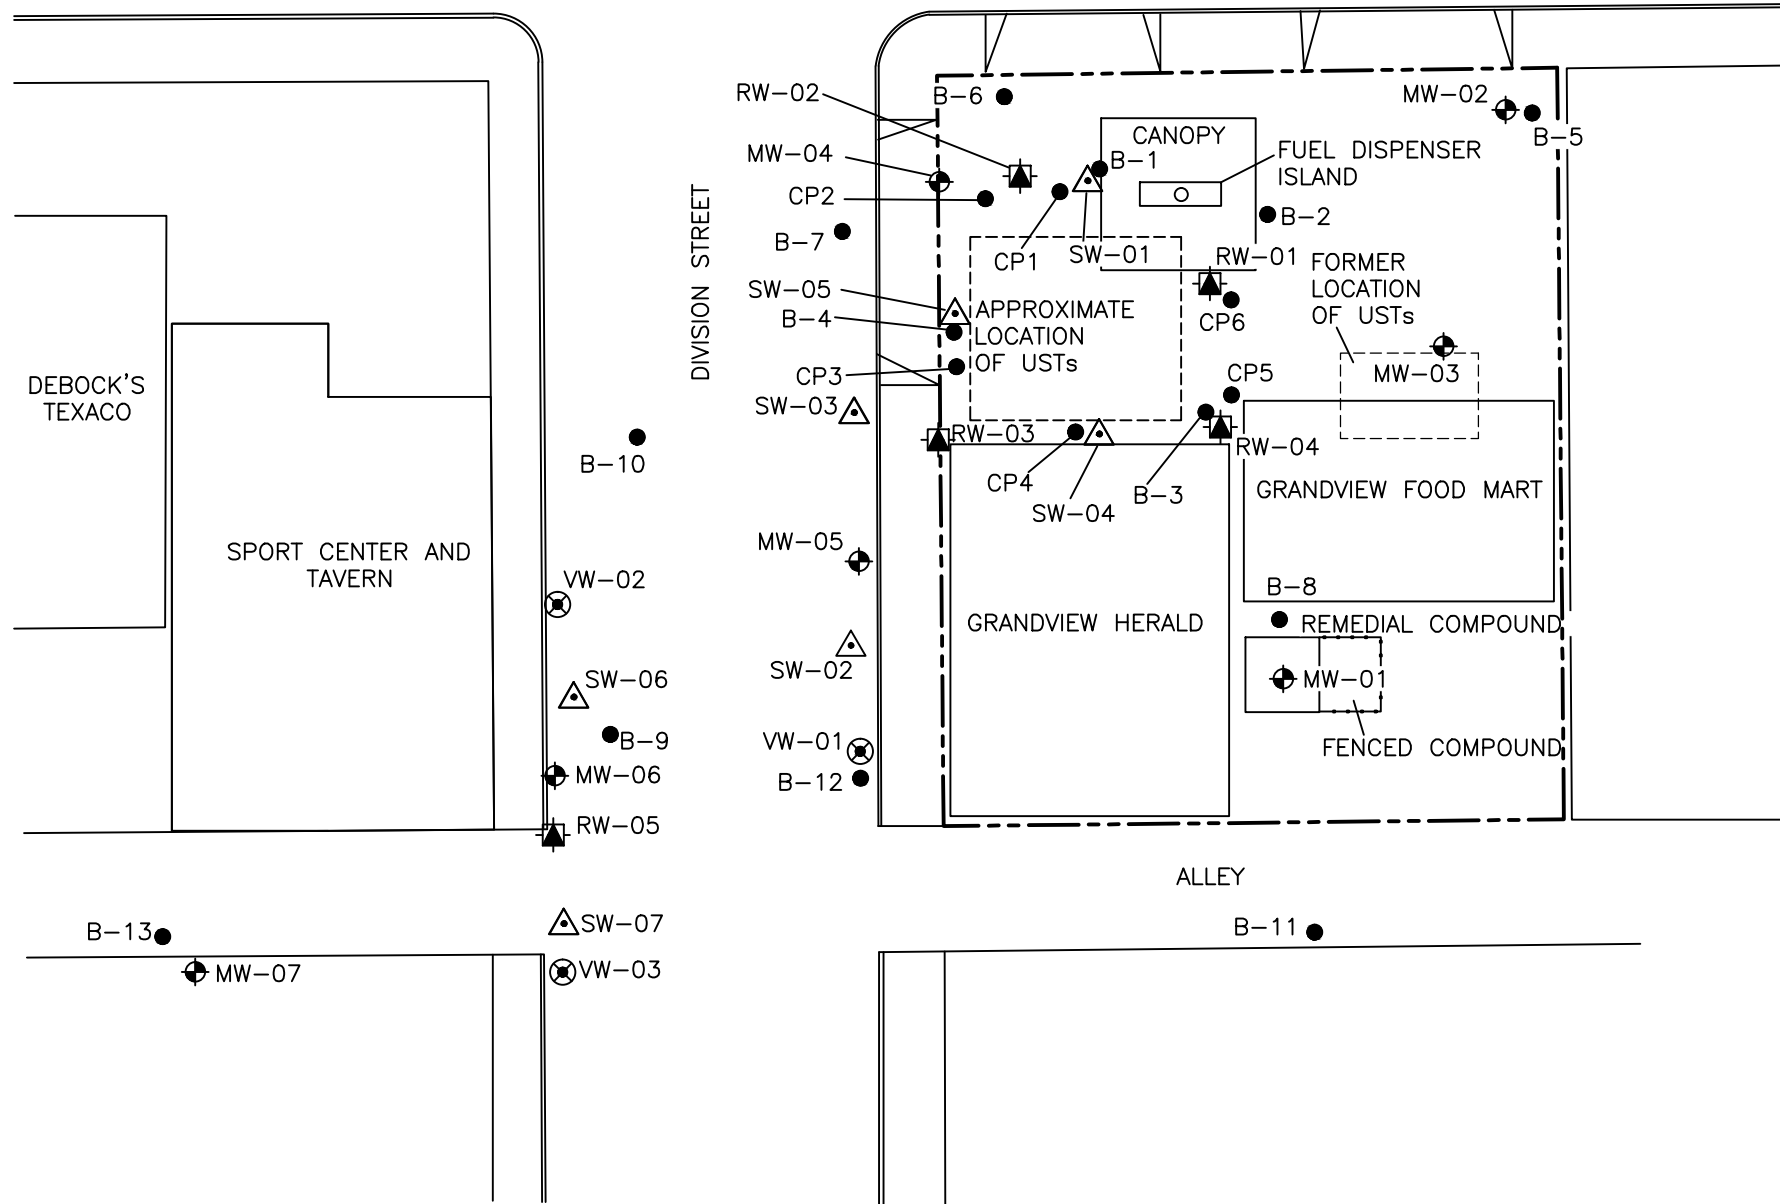 RW-02
B-6
MW-02
B-5
CANOPY
MW-04
B-1
FUEL DISPENSER
ISLAND
CP2
B-2
B-7
DIVISION STREET
CP1
SW-01
RW-01
FORMER
LOCATION
OF USTs
SW-05
B-4
APPROXIMATE
LOCATION
OF USTs
CP6
CP3
MW-03
CP5
SW-03
RW-03
RW-04
DEBOCK'S
TEXACO
B-10
CP4
SW-04
B-3
GRANDVIEW FOOD MART
MW-05
SPORT CENTER AND
TAVERN
VW-02
B-8
GRANDVIEW HERALD
REMEDIAL COMPOUND
SW-02
SW-06
MW-01
B-9
VW-01
FENCED COMPOUND
MW-06
B-12
RW-05
ALLEY
B-13
SW-07
B-11
MW-07
VW-03